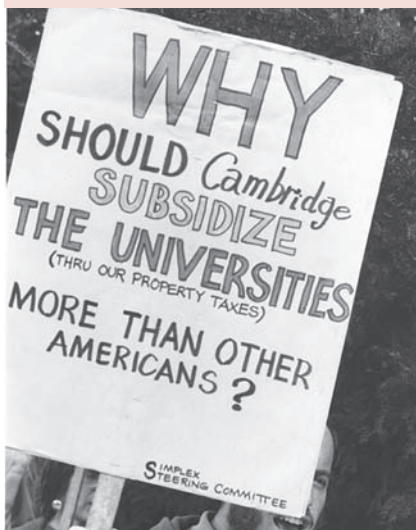 WHY
SHOULD Cambridge
SUBSIDIZE
THE UNIVERSITIES
(THRU OUR PROPERTY TAXES)
MORE THAN OTHER
AMERICANS?
SIMPLEX
STEERING COMMITTEE